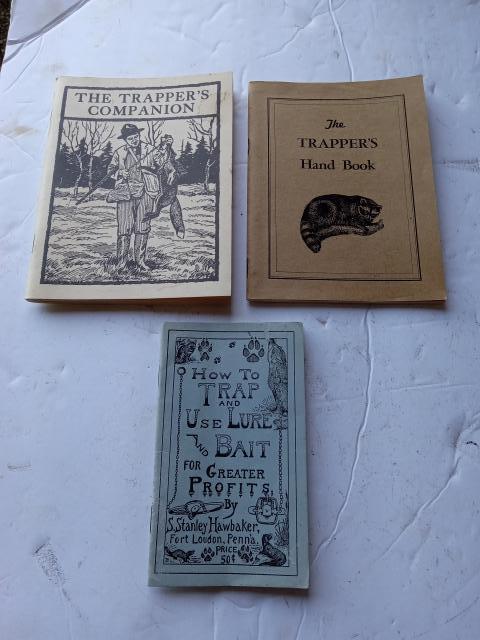 THE TRAPPER'S
COMPANION
The
TRAPPER'S
Hand Book
How To
TRAP
AND
USE LURE
AND
BAIT
FOR GREATER
PROFITS.
By
S. Stanley Hawbaker,
Fort Loudon, Penn'a.
PRICE
50¢